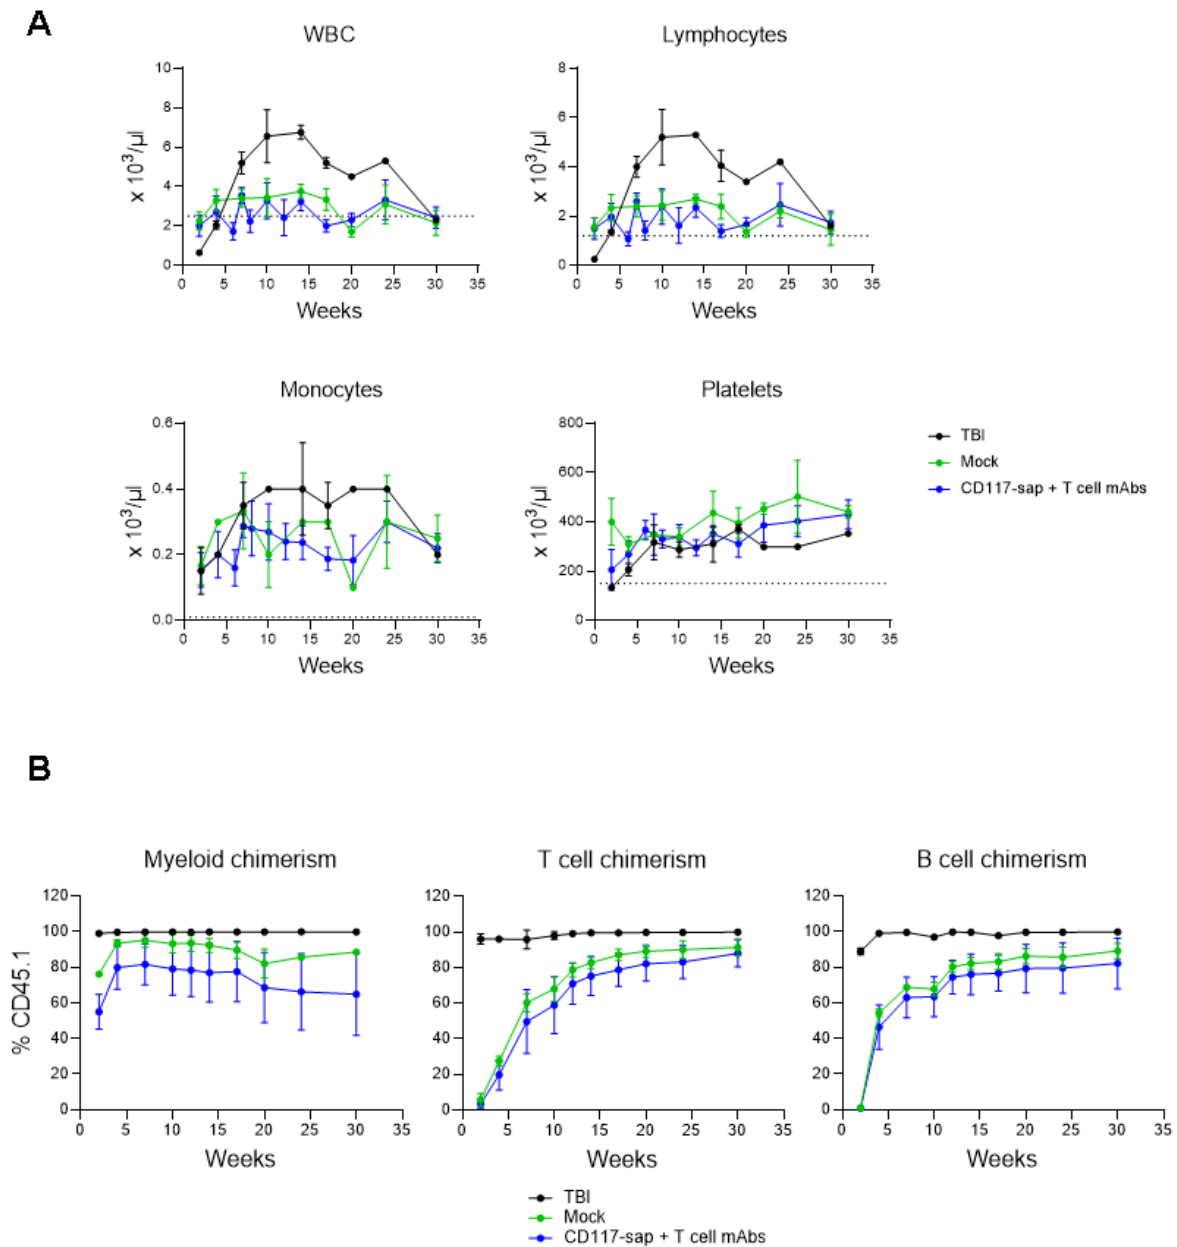 A
WBC
Lymphocytes
10
8
6
4
2
0
x 10³/µl
0 5 10 15 20 25 30 35
Weeks
8
6
4
2
0
x 10³/µl
0 5 10 15 20 25 30 35
Weeks
Monocytes
Platelets
0.6
0.4
0.2
0.0
x 10³/µl
0 5 10 15 20 25 30 35
Weeks
800
600
400
200
0
x 10³/µl
0 5 10 15 20 25 30 35
Weeks
TBI
Mock
CD117-sap + T cell mAbs
B
Myeloid chimerism
T cell chimerism
B cell chimerism
120
100
80
60
40
20
0
% CD45.1
0 5 10 15 20 25 30 35
Weeks
120
100
80
60
40
20
0
0 5 10 15 20 25 30 35
Weeks
120
100
80
60
40
20
0
0 5 10 15 20 25 30 35
Weeks
TBI
Mock
CD117-sap + T cell mAbs